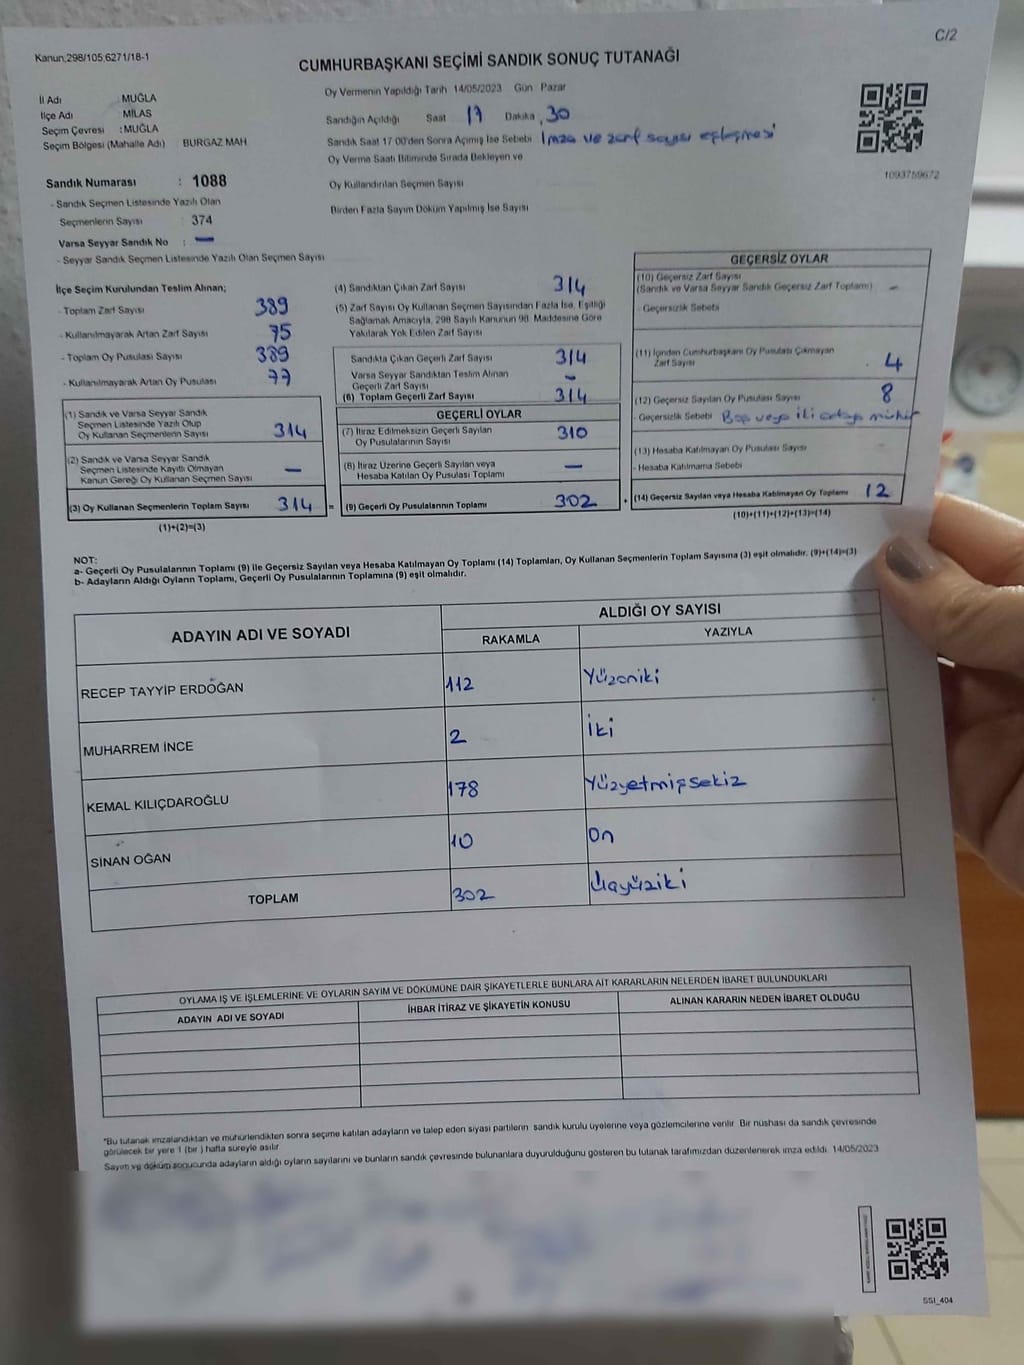 C/2
Kanun.298/105;6271/18-1
CUMHURBAŞKANI SEÇİMİ SANDIK SONUÇ TUTANAĞI
İl Adı : MUĞLA
İlçe Adı : MİLAS
Seçim Çevresi : MUĞLA
Seçim Bölgesi (Mahalle Adı) BURGAZ MAH
Oy Vermenin Yapıldığı Tarih 14/05/2023 Gün Pazar
Sandığın Açıldığı Saat 17 Dakika 30
Sandık Saat 17 00'den Sonra Açımış İse Sebebi İmza ve zarf sayısı eşleşmesi
Oy Verme Saati Bitiminde Sırada Bekleyen ve
Oy Kullandırılan Seçmen Sayısı
Birden Fazla Sayım Döküm Yapılmış İse Sayısı
1093759672
Sandık Numarası : 1088
- Sandık Seçmen Listesinde Yazılı Olan
Seçmenlerin Sayısı : 374
Varsa Seyyar Sandık No : —
- Seyyar Sandık Seçmen Listesinde Yazılı Olan Seçmen Sayısı
İlçe Seçim Kurulundan Teslim Alınan;
- Toplam Zarf Sayısı 389
- Kullanılmayarak Artan Zarf Sayısı 75
- Toplam Oy Pusulası Sayısı 389
- Kullanılmayarak Artan Oy Pusulası 77
(1) Sandık ve Varsa Seyyar Sandık
Seçmen Listesinde Yazılı Olup
Oy Kullanan Seçmenlerin Sayısı 314
(2) Sandık ve Varsa Seyyar Sandık
Seçmen Listesinde Kayıtlı Olmayan
Kanun Gereği Oy Kullanan Seçmen Sayısı —
(3) Oy Kullanan Seçmenlerin Toplam Sayısı 314 =
(1)+(2)=(3)
(4) Sandıktan Çıkan Zarf Sayısı 314
(5) Zarf Sayısı Oy Kullanan Seçmen Sayısından Fazla İse, Eşitliği
Sağlamak Amacıyla, 298 Sayılı Kanunun 98. Maddesine Göre
Yakılarak Yok Edilen Zarf Sayısı
Sandıkta Çıkan Geçerli Zarf Sayısı 314
Varsa Seyyar Sandıktan Teslim Alınan
Geçerli Zarf Sayısı —
(6) Toplam Geçerli Zarf Sayısı 314
GEÇERLİ OYLAR
(7) İtiraz Edilmeksizin Geçerli Sayılan
Oy Pusulalarının Sayısı 310
(8) İtiraz Üzerine Geçerli Sayılan veya
Hesaba Katılan Oy Pusulası Toplamı —
(9) Geçerli Oy Pusulalarının Toplamı 302 +
GEÇERSİZ OYLAR
(10) Geçersiz Zarf Sayısı
(Sandık ve Varsa Seyyar Sandık Geçersiz Zarf Toplamı) —
- Geçersizlik Sebebi
(11) İçinden Cumhurbaşkanı Oy Pusulası Çıkmayan
Zarf Sayısı 4
(12) Geçersiz Sayılan Oy Pusulası Sayısı 8
- Geçersizlik Sebebi Boş veya iki ortaya mühür
(13) Hesaba Katılmayan Oy Pusulası Sayısı —
- Hesaba Katılmama Sebebi
(14) Geçersiz Sayılan veya Hesaba Katılmayan Oy Toplamı 12
(10)+(11)+(12)+(13)=(14)
NOT:
a- Geçerli Oy Pusulalarının Toplamı (9) ile Geçersiz Sayılan veya Hesaba Katılmayan Oy Toplamı (14) Toplamları, Oy Kullanan Seçmenlerin Toplam Sayısına (3) eşit olmalıdır. (9)+(14)=(3)
b- Adayların Aldığı Oyların Toplamı, Geçerli Oy Pusulalarının Toplamına (9) eşit olmalıdır.
ADAYIN ADI VE SOYADI
ALDIĞI OY SAYISI
RAKAMLA YAZIYLA
RECEP TAYYİP ERDOĞAN 112 Yüzoniki
MUHARREM İNCE 2 İki
KEMAL KILIÇDAROĞLU 178 Yüzyetmişsekiz
SİNAN OĞAN 10 On
TOPLAM 302 Üçyüziki
OYLAMA İŞ VE İŞLEMLERİNE VE OYLARIN SAYIM VE DÖKÜMÜNE DAİR ŞİKAYETLERLE BUNLARA AİT KARARLARIN NELERDEN İBARET BULUNDUKLARI
ADAYIN ADI VE SOYADI İHBAR İTİRAZ VE ŞİKAYETİN KONUSU ALINAN KARARIN NEDEN İBARET OLDUĞU
*Bu tutanak imzalandıktan ve mühürlendikten sonra seçime katılan adayların ve talep eden siyasi partilerin sandık kurulu üyelerine veya gözlemcilerine verilir. Bir nüshası da sandık çevresinde
görülecek bir yere 1 (bir ) hafta süreyle asılır
Sayım ve döküm sonucunda adayların aldığı oyların sayılarını ve bunların sandık çevresinde bulunanlara duyurulduğunu gösteren bu tutanak tarafımızdan düzenlenerek imza edildi. 14/05/2023
SSI_404